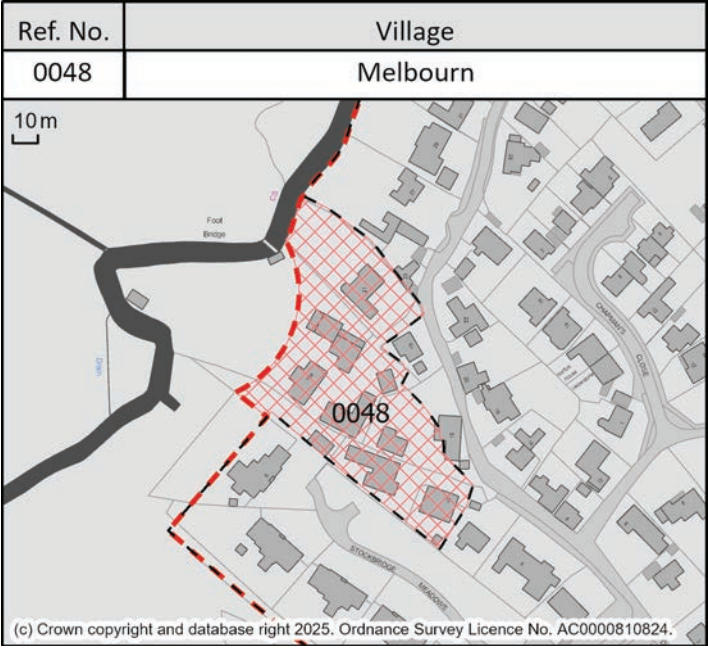 Ref. No. Village
0048 Melbourn
10 m
CS
Foot
Bridge
Drain
0048
CHAPMAN'S
CLOSE
STOCKBRIDGE
MEADOWS
(c) Crown copyright and database right 2025. Ordnance Survey Licence No. AC0000810824.